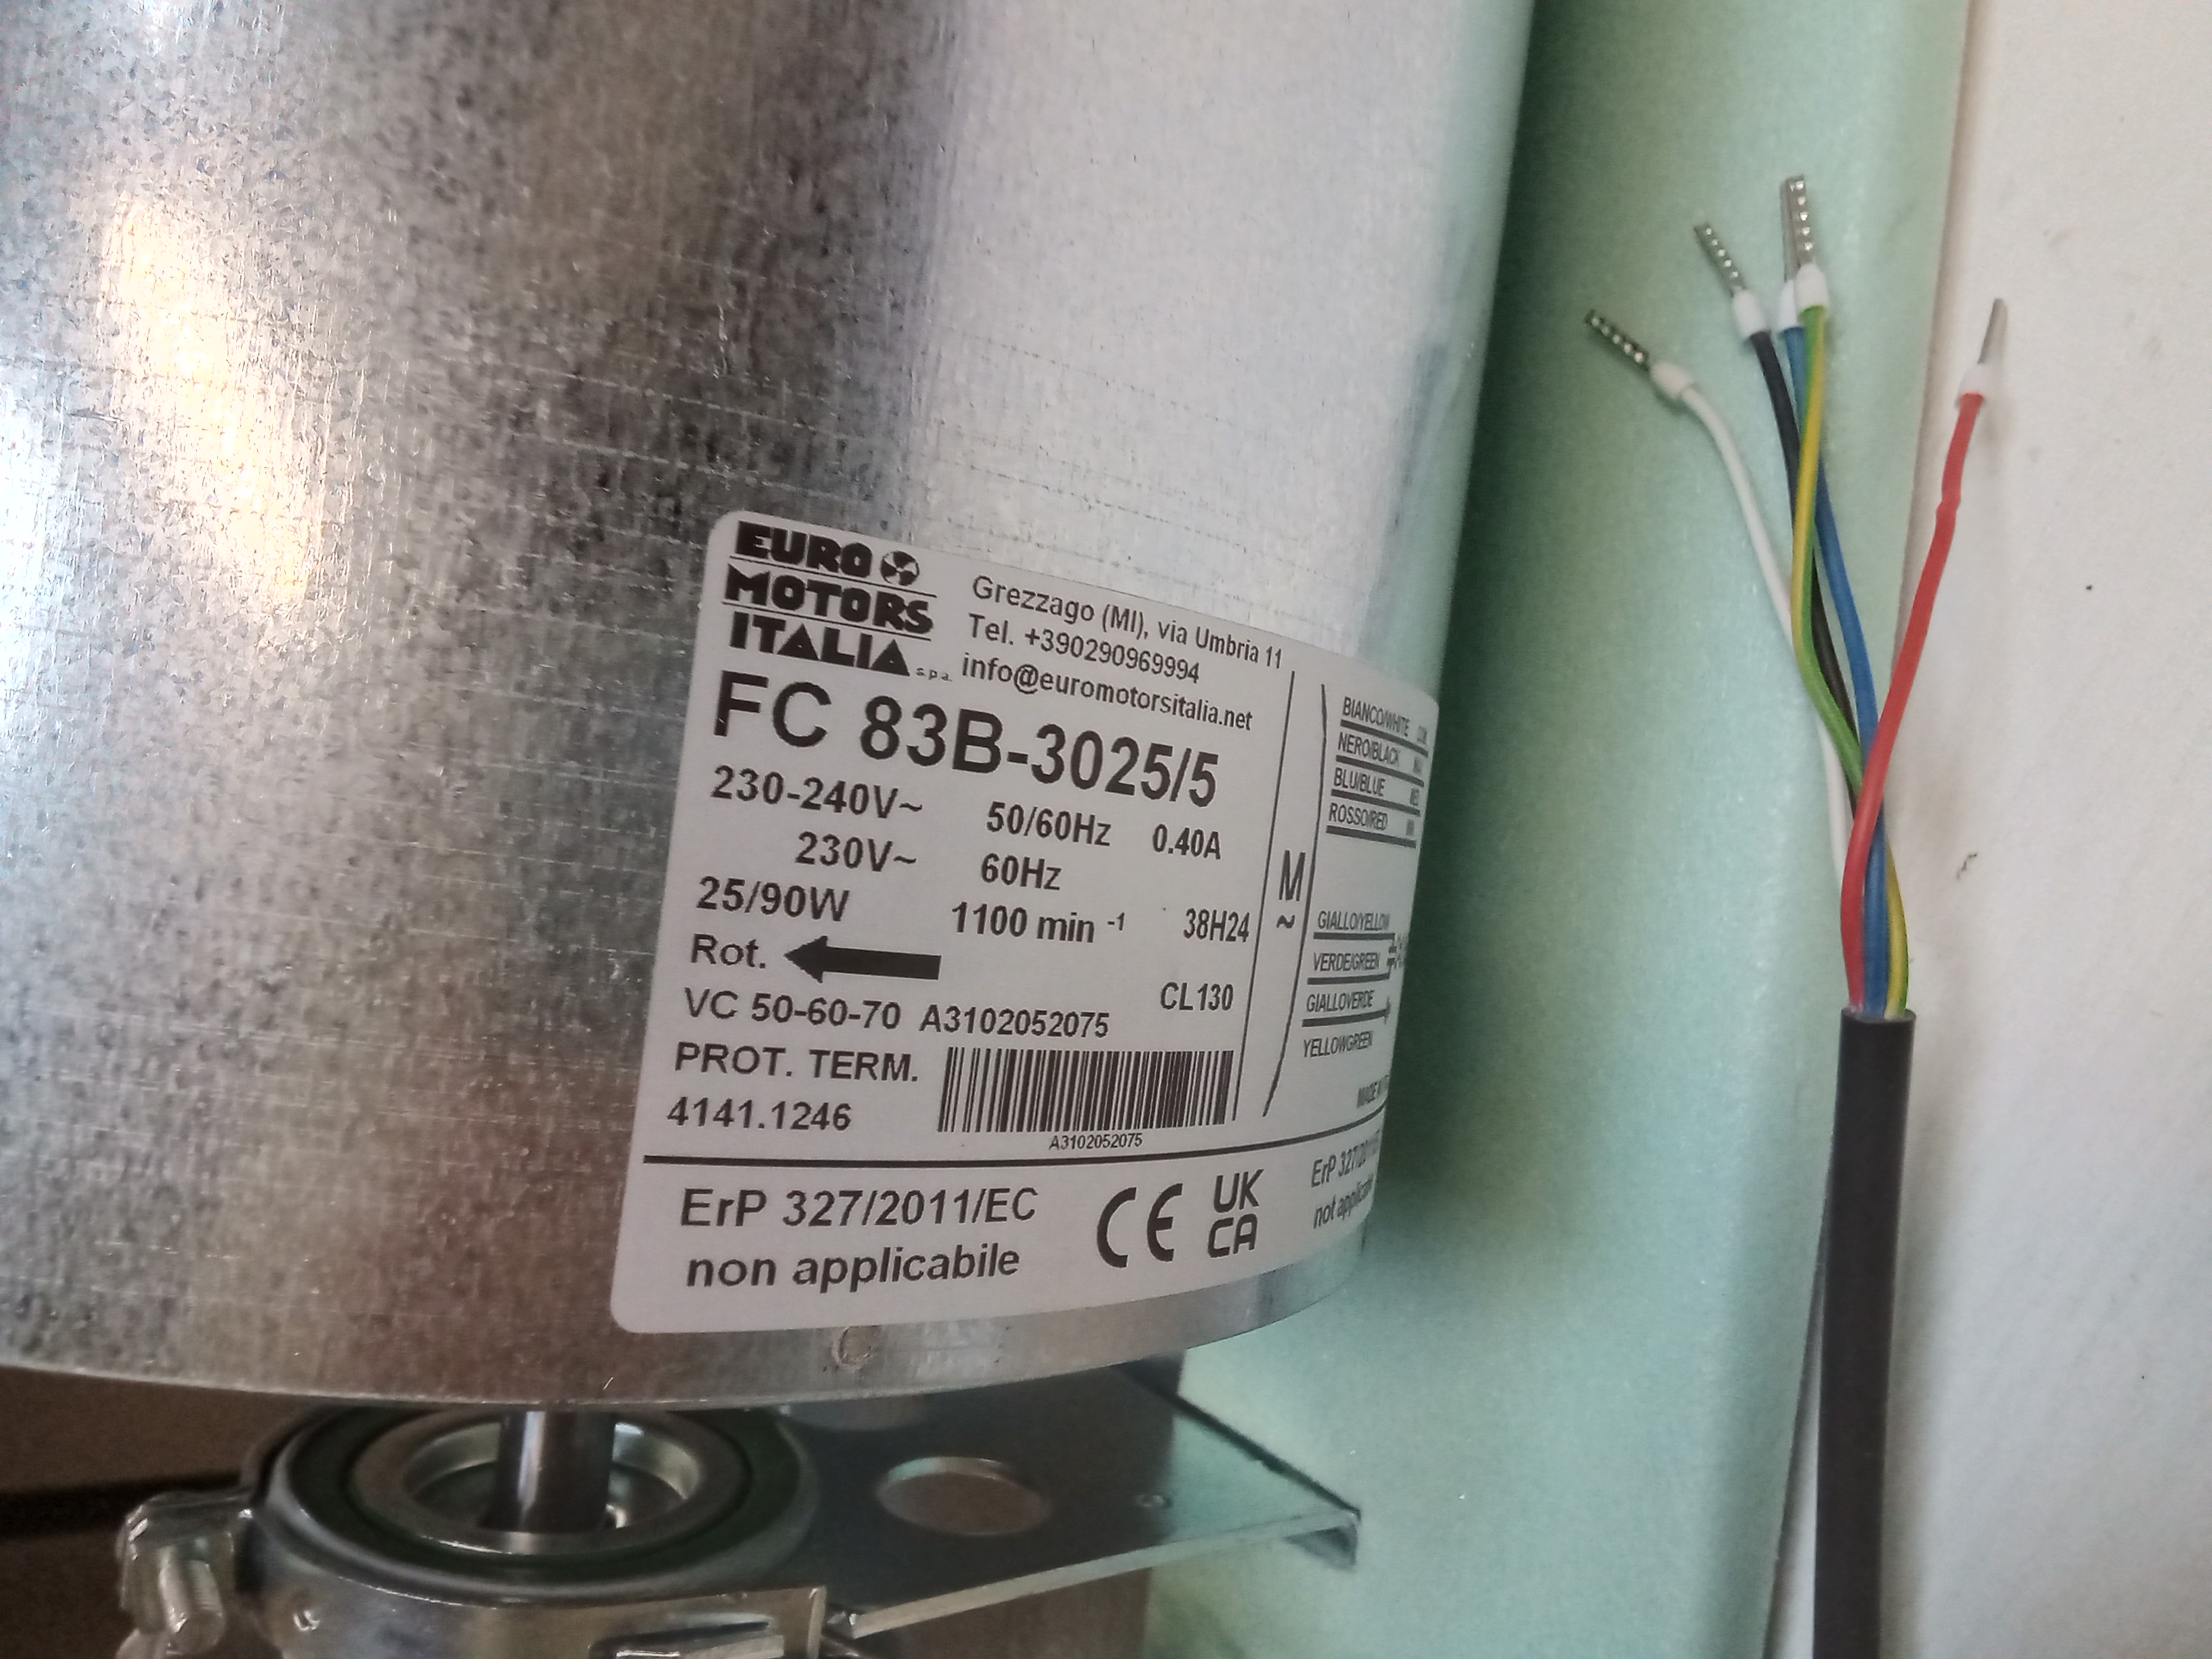 EURO
MOTORS
ITALIA s.p.a.
Grezzago (MI), via Umbria 11
Tel. +390290969994
info@euromotorsitalia.net
FC 83B-3025/5
230-240V~ 50/60Hz 0.40A
230V~ 60Hz
25/90W 1100 min -1 38H24
Rot.
VC 50-60-70 A3102052075 CL130
PROT. TERM.
4141.1246
A3102052075
M
~
BIANCO/WHITE
NERO/BLACK
BLU/BLUE
ROSSO/RED
GIALLO/YELLOW
VERDE/GREEN
GIALLOVERDE
YELLOWGREEN
MADE
ErP 327/2011/EC
non applicabile
CE
UK
CA
ErP
not